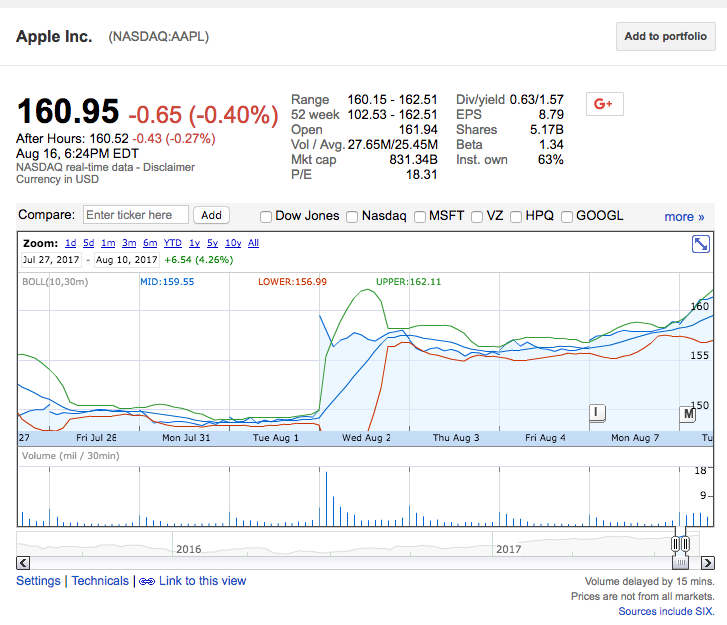 Apple Inc. (NASDAQ:AAPL)
Add to portfolio
160.95 -0.65 (-0.40%)
After Hours: 160.52 -0.43 (-0.27%)
Aug 16, 6:24PM EDT
NASDAQ real-time data - Disclaimer
Currency in USD
Range 160.15 - 162.51
52 week 102.53 - 162.51
Open 161.94
Vol / Avg. 27.65M/25.45M
Mkt cap 831.34B
P/E 18.31
Div/yield 0.63/1.57
EPS 8.79
Shares 5.17B
Beta 1.34
Inst. own 63%
G+
Compare: Enter ticker here Add Dow Jones Nasdaq MSFT VZ HPQ GOOGL more »
Zoom: 1d 5d 1m 3m 6m YTD 1y 5y 10y All
Jul 27, 2017 - Aug 10, 2017 +6.54 (4.26%)
BOLL(10,30m) MID:159.55 LOWER:156.99 UPPER:162.11
160
155
150
I M
27 Fri Jul 28 Mon Jul 31 Tue Aug 1 Wed Aug 2 Thu Aug 3 Fri Aug 4 Mon Aug 7 Tu
Volume (mil / 30min)
18
9
2016 2017
Settings | Technicals | Link to this view
Volume delayed by 15 mins.
Prices are not from all markets.
Sources include SIX.